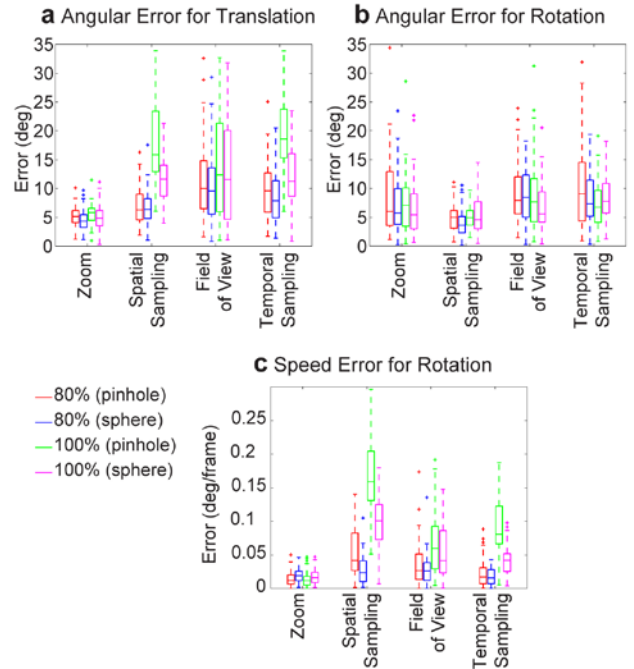 a Angular Error for Translation
35
30
25
20
15
10
5
0
Error (deg)
Zoom
Spatial
Sampling
Field
of View
Temporal
Sampling
b Angular Error for Rotation
35
30
25
20
15
10
5
0
Error (deg)
Zoom
Spatial
Sampling
Field
of View
Temporal
Sampling
80% (pinhole)
80% (sphere)
100% (pinhole)
100% (sphere)
c Speed Error for Rotation
0.25
0.2
0.15
0.1
0.05
0
Error (deg/frame)
Zoom
Spatial
Sampling
Field
of View
Temporal
Sampling